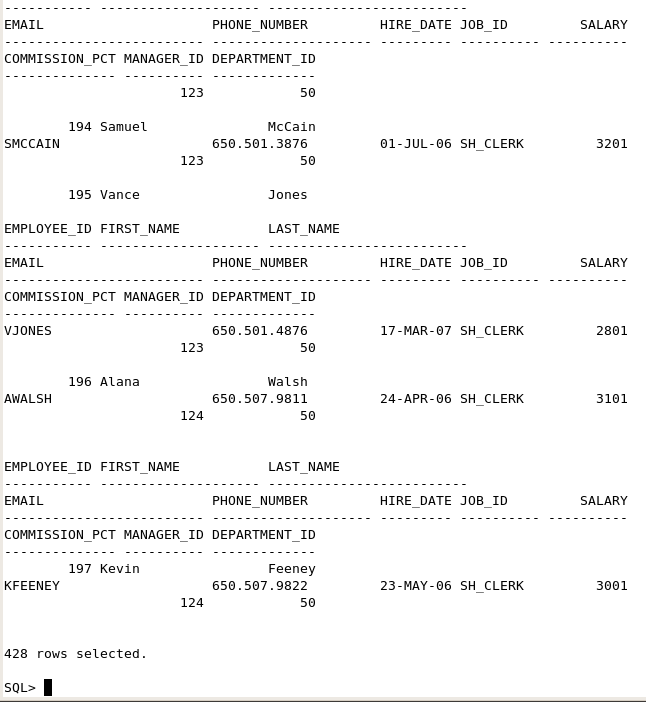 ----------- -------------------- -------------------------
EMAIL                     PHONE_NUMBER         HIRE_DATE JOB_ID         SALARY
------------------------- -------------------- --------- ---------- ----------
COMMISSION_PCT MANAGER_ID DEPARTMENT_ID
-------------- ---------- -------------
                      123            50
        194 Samuel               McCain
SMCCAIN                   650.501.3876         01-JUL-06 SH_CLERK         3201
                      123            50
        195 Vance                Jones
EMPLOYEE_ID FIRST_NAME           LAST_NAME
----------- -------------------- -------------------------
EMAIL                     PHONE_NUMBER         HIRE_DATE JOB_ID         SALARY
------------------------- -------------------- --------- ---------- ----------
COMMISSION_PCT MANAGER_ID DEPARTMENT_ID
-------------- ---------- -------------
VJONES                    650.501.4876         17-MAR-07 SH_CLERK         2801
                      123            50
        196 Alana                Walsh
AWALSH                    650.507.9811         24-APR-06 SH_CLERK         3101
                      124            50
EMPLOYEE_ID FIRST_NAME           LAST_NAME
----------- -------------------- -------------------------
EMAIL                     PHONE_NUMBER         HIRE_DATE JOB_ID         SALARY
------------------------- -------------------- --------- ---------- ----------
COMMISSION_PCT MANAGER_ID DEPARTMENT_ID
-------------- ---------- -------------
        197 Kevin                Feeney
KFEENEY                   650.507.9822         23-MAY-06 SH_CLERK         3001
                      124            50
428 rows selected.
SQL>